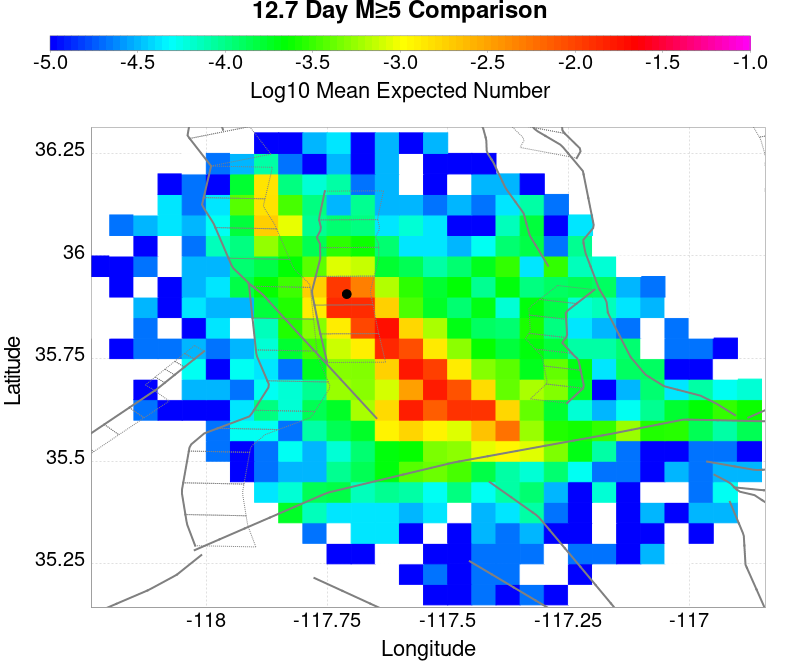 12.7 Day M≥5 Comparison
-5.0 -4.5 -4.0 -3.5 -3.0 -2.5 -2.0 -1.5 -1.0
Log10 Mean Expected Number
36.25
36
35.75
35.5
35.25
Latitude
-118 -117.75 -117.5 -117.25 -117
Longitude